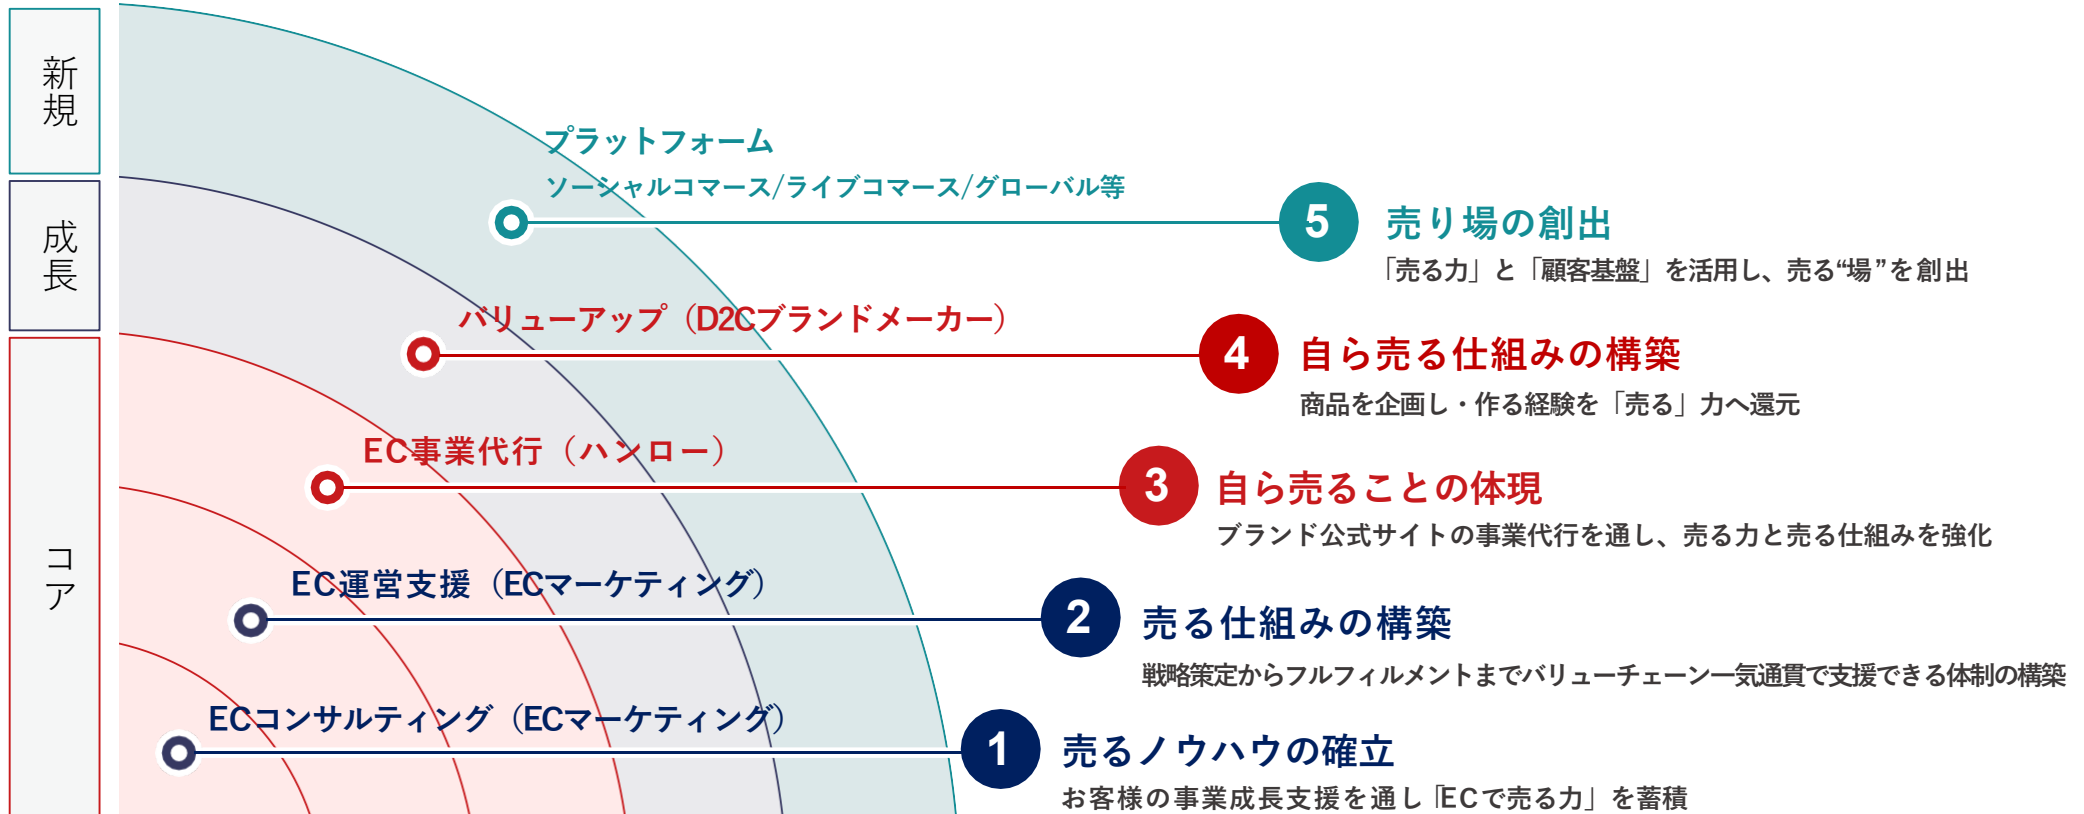 新規
成長
コア
プラットフォーム
ソーシャルコマース/ライブコマース/グローバル等
5
売り場の創出
「売る力」と「顧客基盤」を活用し、売る“場”を創出
バリューアップ（D2Cブランドメーカー）
4
自ら売る仕組みの構築
商品を企画し・作る経験を「売る」力へ還元
EC事業代行（ハンロー）
3
自ら売ることの体現
ブランド公式サイトの事業代行を通し、売る力と売る仕組みを強化
EC運営支援（ECマーケティング）
2
売る仕組みの構築
戦略策定からフルフィルメントまでバリューチェーン一気通貫で支援できる体制の構築
ECコンサルティング（ECマーケティング）
1
売るノウハウの確立
お客様の事業成長支援を通し「ECで売る力」を蓄積